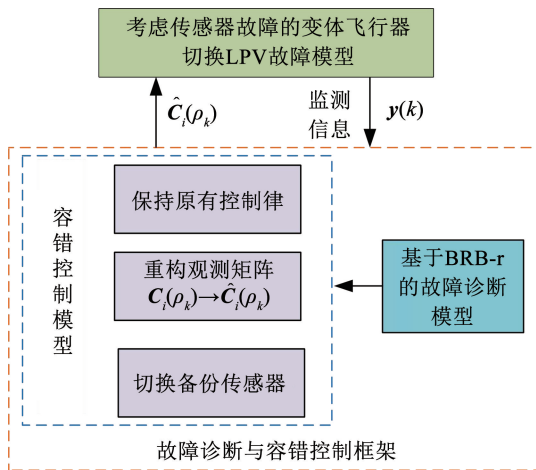 考虑传感器故障的变体飞行器
切换LPV故障模型
Ĉᵢ(ρₖ)
监测
信息
y(k)
容错控制模型
保持原有控制律
重构观测矩阵
Cᵢ(ρₖ)→Ĉᵢ(ρₖ)
切换备份传感器
基于BRB-r
的故障诊断
模型
故障诊断与容错控制框架